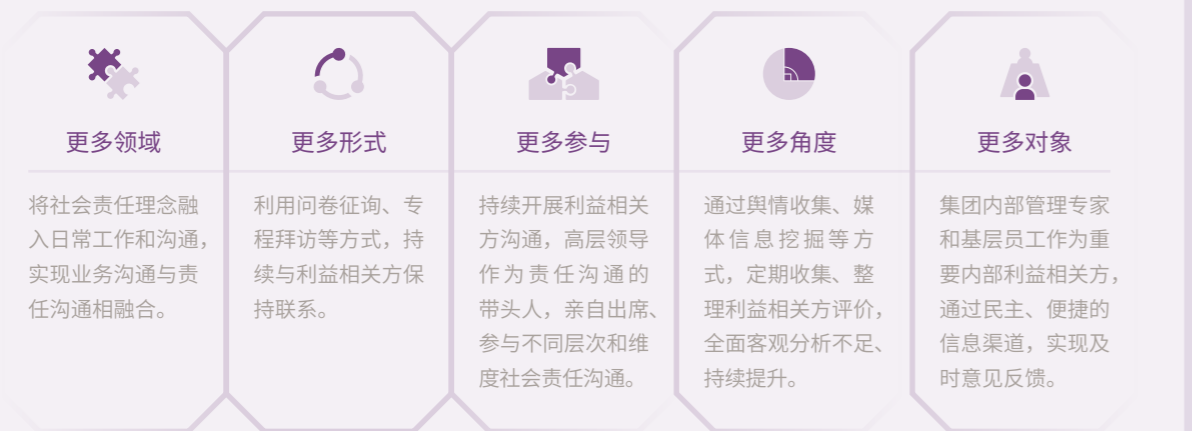 更多领域
将社会责任理念融
入日常工作和沟通，
实现业务沟通与责
任沟通相融合。
更多形式
利用问卷征询、专
程拜访等方式，持
续与利益相关方保
持联系。
更多参与
持续开展利益相关
方沟通，高层领导
作为责任沟通的
带头人，亲自出席、
参与不同层次和维
度社会责任沟通。
更多角度
通过舆情收集、媒
体信息挖掘等方
式，定期收集、整
理利益相关方评价，
全面客观分析不足、
持续提升。
更多对象
集团内部管理专家
和基层员工作为重
要内部利益相关方，
通过民主、便捷的
信息渠道，实现及
时意见反馈。